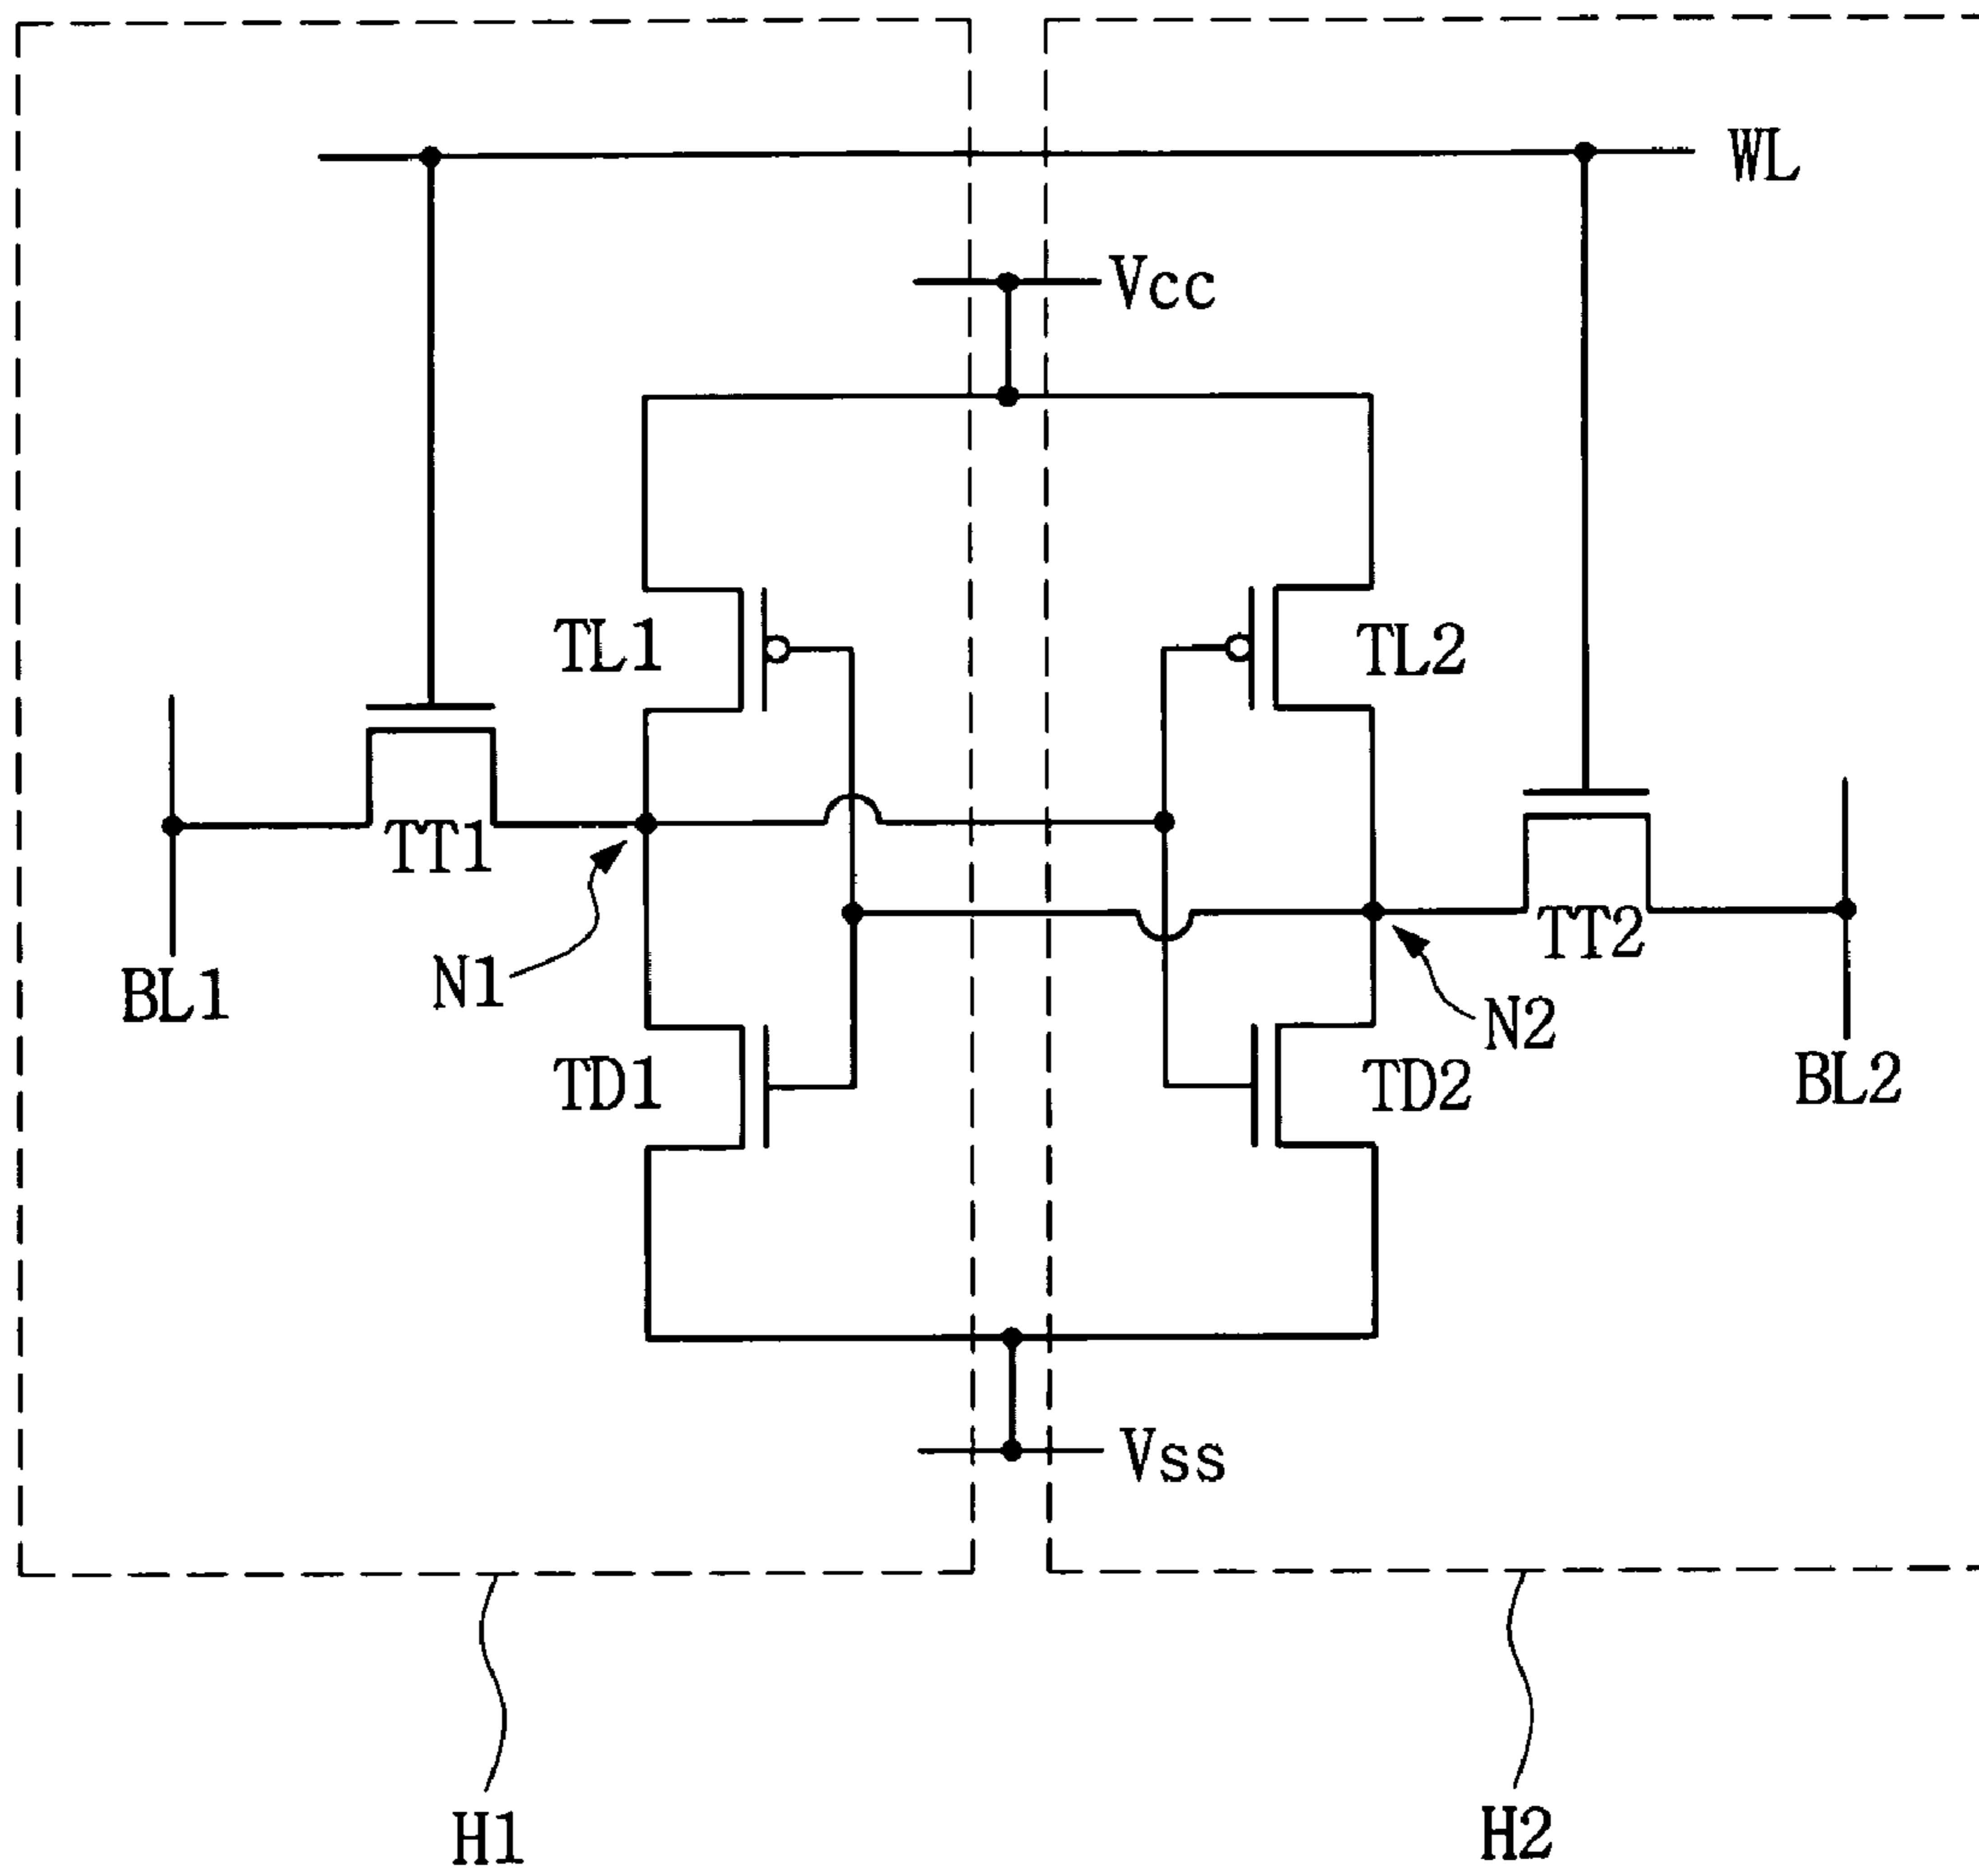 WL
Vcc
TL1
TL2
TT1
TT2
BL1
N1
N2
TD1
TD2
BL2
Vss
H1
H2